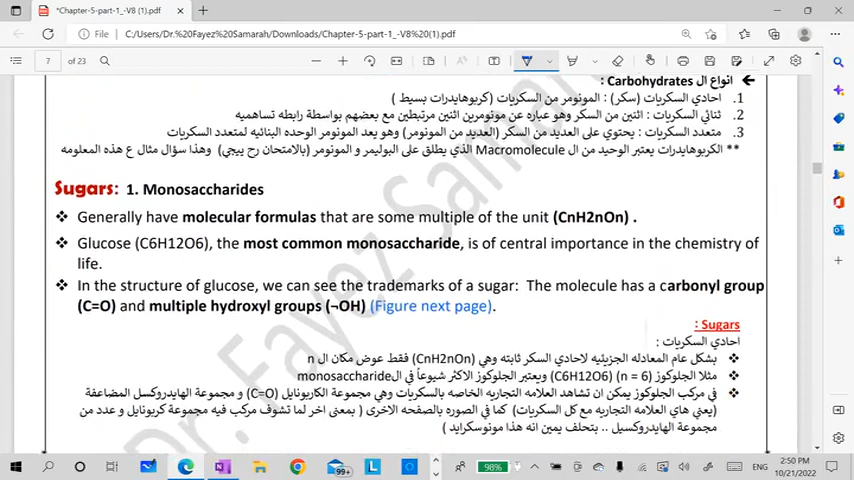 *Chapter-5-part-1_-V8 (1).pdf
File | C:/Users/Dr.%20Fayez%20Samarah/Downloads/Chapter-5-part-1_-V8%20(1).pdf
7 of 23
انواع ال Carbohydrates :
1. احادي السكريات (سكر): المونومر من السكريات (كربوهايدرات بسيط )
2. ثنائي السكريات : اثنين من السكر وهو عباره عن مونومرين اثنين مرتبطين مع بعضهم بواسطة رابطه تساهميه
3. متعدد السكريات : يحتوي على العديد من السكر (العديد من المونومر) وهو يعد المونومر الوحده البنائيه لمتعدد السكريات
** الكربوهايدرات يعتبر الوحيد من ال Macromolecule الذي يطلق على البوليمر و المونومر (بالامتحان رح ييجي) وهذا سؤال مثال ع هذه المعلومه
Sugars: 1. Monosaccharides
❖ Generally have molecular formulas that are some multiple of the unit (CnH2nOn) .
❖ Glucose (C6H12O6), the most common monosaccharide, is of central importance in the chemistry of
life.
❖ In the structure of glucose, we can see the trademarks of a sugar: The molecule has a carbonyl group
(C=O) and multiple hydroxyl groups (¬OH) (Figure next page).
Sugars :
احادي السكريات :
❖ بشكل عام المعادله الجزيئيه لاحادي السكر ثابته وهي (CnH2nOn) فقط عوض مكان ال n
❖ مثلا الجلوكوز (n = 6) (C6H12O6) ويعتبر الجلوكوز الاكثر شيوعاً في الmonosaccharide
❖ في مركب الجلوكوز يمكن ان تشاهد العلامه التجاريه الخاصه بالسكريات وهي مجموعة الكاربونايل (C=O) و مجموعة الهايدروكسل المضاعفة
(يعني هاي العلامه التجاريه مع كل السكريات) كما في الصوره بالصفحه الاخرى ( بمعنى اخر لما تشوف مركب فيه مجموعة كربونايل و عدد من
مجموعة الهايدروكسيل .. بتحلف يمين انه هذا مونوسكرايد )
Fayez Samarah
99+
98%
ENG
2:50 PM
10/21/2022